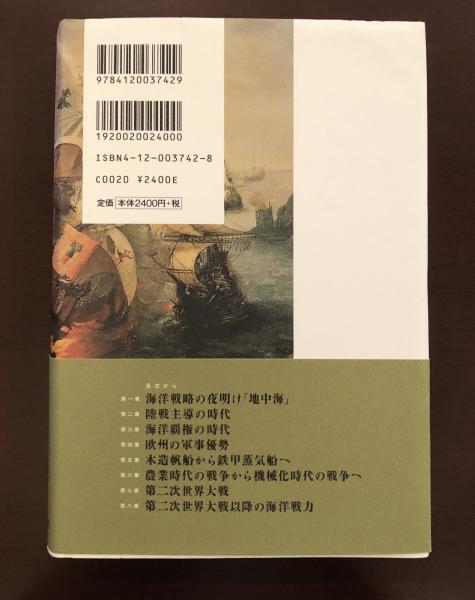 9784120037429
1920020024000
ISBN4-12-003742-8
C0020 ¥2400E
定価 本体2400円+税
目次から
第一章 海洋戦略の夜明け「地中海」
第二章 陸戦主導の時代
第三章 海洋覇権の時代
第四章 欧州の軍事優勢
第五章 木造帆船から鉄甲蒸気船へ
第六章 農業時代の戦争から機械化時代の戦争へ
第七章 第二次世界大戦
第八章 第二次世界大戦以降の海洋戦力